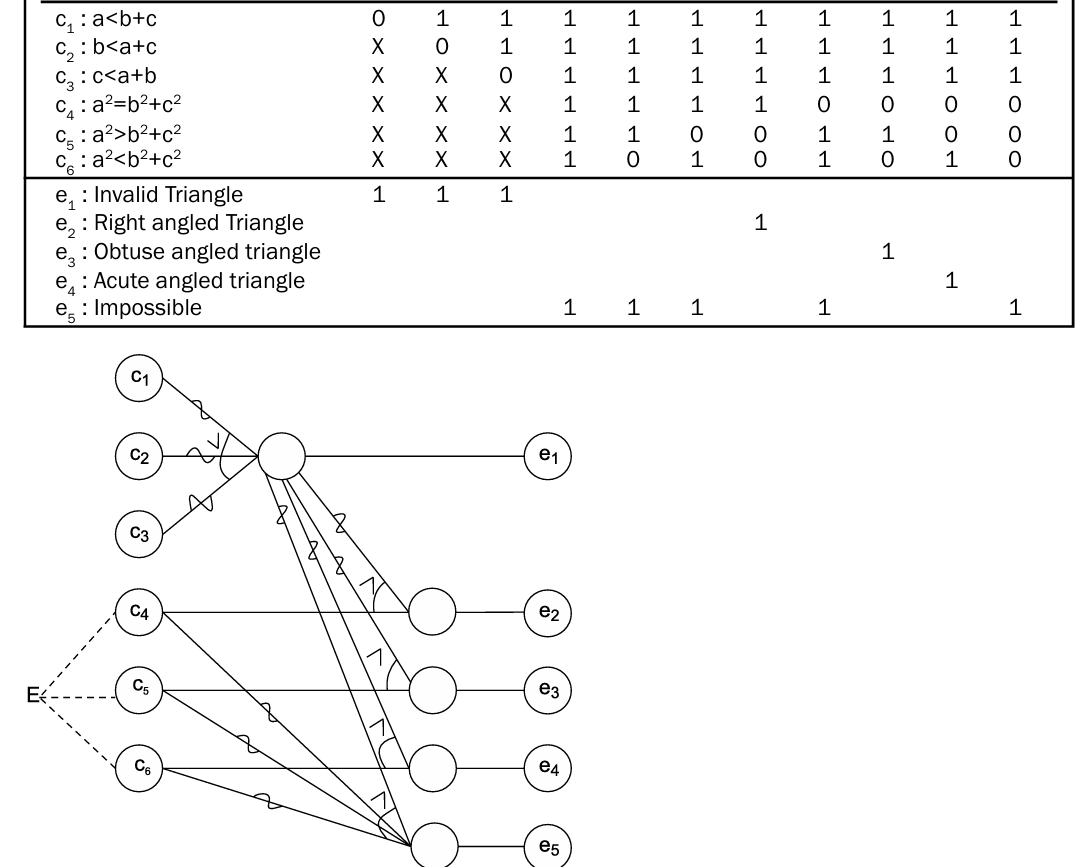 c₁ : a<b+c 0 1 1 1 1 1 1 1 1 1 1
c₂ : b<a+c X 0 1 1 1 1 1 1 1 1 1
c₃ : c<a+b X X 0 1 1 1 1 1 1 1 1
c₄ : a²=b²+c² X X X 1 1 1 1 0 0 0 0
c₅ : a²>b²+c² X X X 1 1 0 0 1 1 0 0
c₆ : a²<b²+c² X X X 1 0 1 0 1 0 1 0
e₁ : Invalid Triangle 1 1 1
e₂ : Right angled Triangle 1
e₃ : Obtuse angled triangle 1
e₄ : Acute angled triangle 1
e₅ : Impossible 1 1 1 1 1
c₁
∨
c₂ e₁
c₃
∧
c₄ e₂
∧
E c₅ e₃
∧
c₆ e₄
∧
e₅